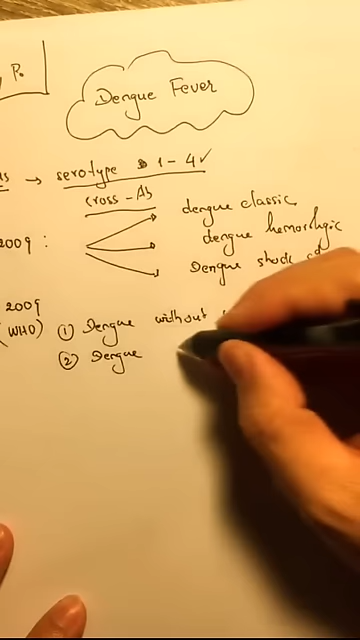 P.
Dengue Fever
→ serotype 1-4 ✓
cross-Ab
2009 :
dengue classic
dengue hemorrhgic
Dengue shock
2009
(WHO) ① Dengue without
② Dengue